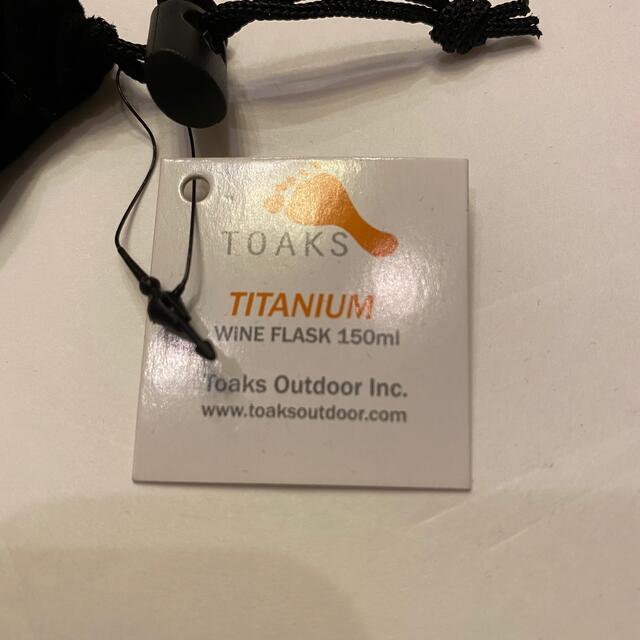 TOAKS
TITANIUM
WINE FLASK 150ml
Toaks Outdoor Inc.
www.toaksoutdoor.com